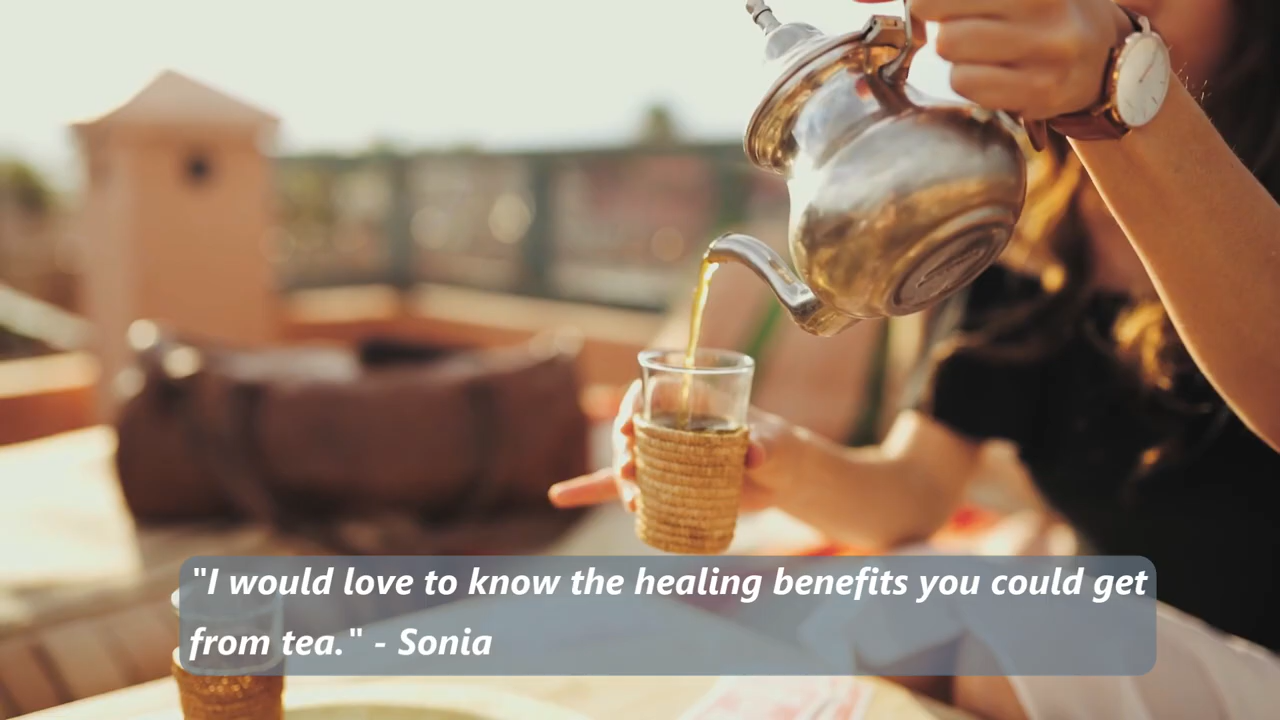 "I would love to know the healing benefits you could get
from tea." - Sonia